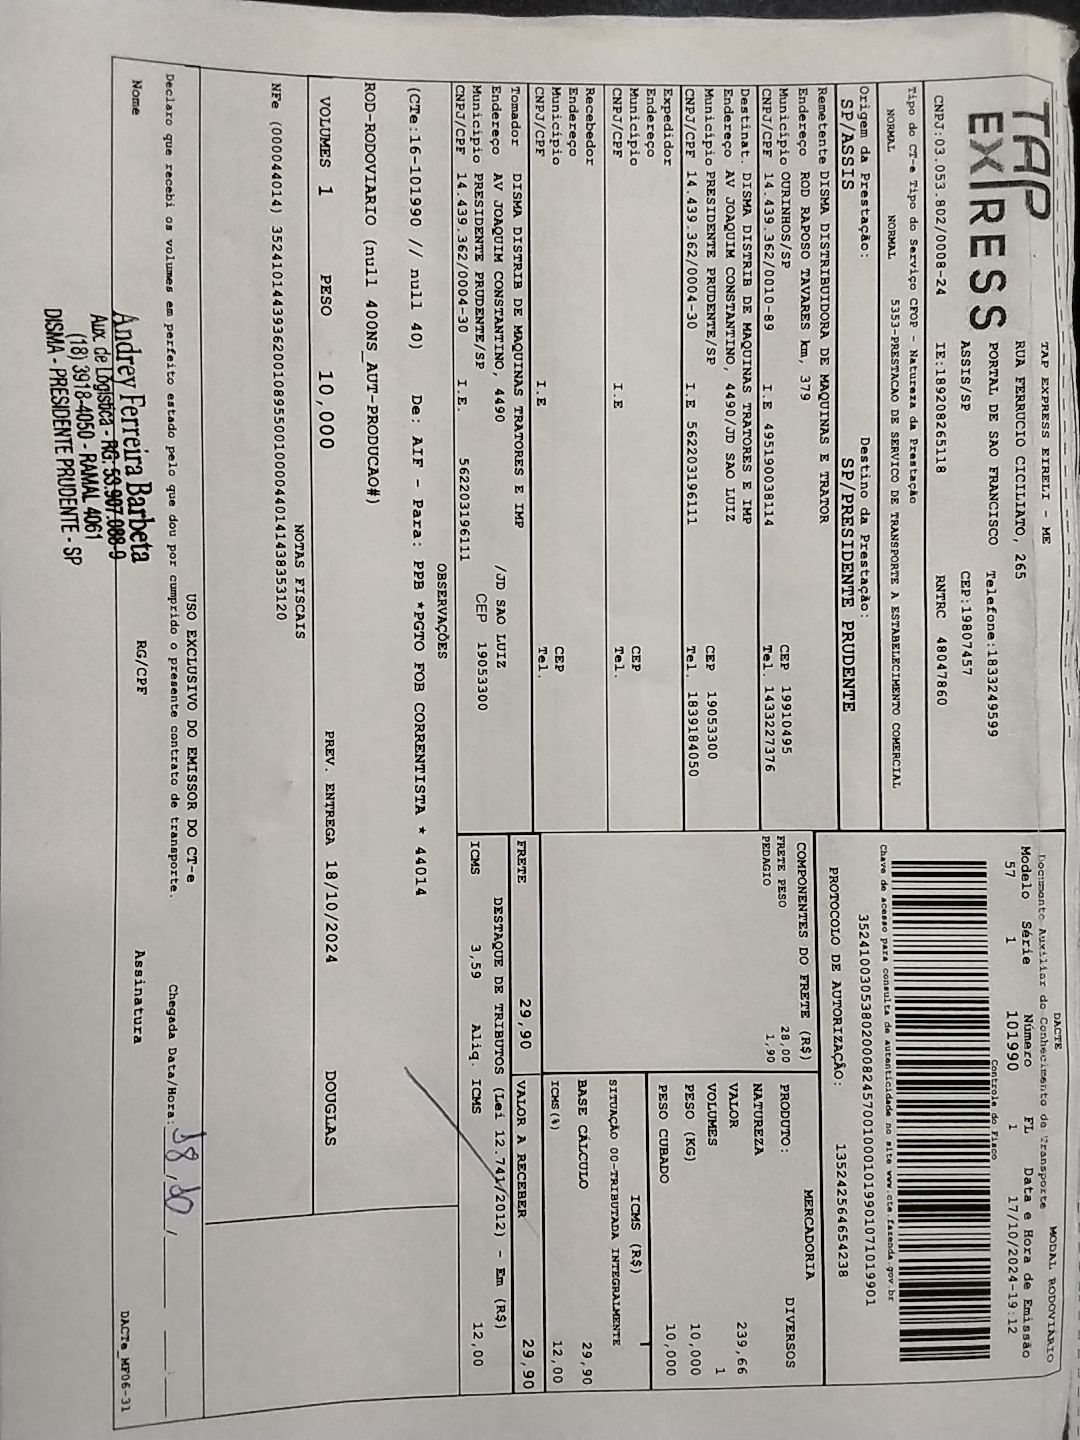 TAP
EXPRESS
TAP EXPRESS EIRELI - ME
RUA FERRUCIO CICILIATO, 265
PORTAL DE SAO FRANCISCO Telefone:1833249599
ASSIS/SP CEP:19807457
CNPJ:03.053.802/0008-24 IE:189208265118 RNTRC 48047860
Tipo do CT-e Tipo do Serviço CFOP - Natureza da Prestação
NORMAL NORMAL 5353-PRESTACAO DE SERVICO DE TRANSPORTE A ESTABELECIMENTO COMERCIAL
Origem da Prestação: Destino da Prestação:
SP/ASSIS SP/PRESIDENTE PRUDENTE
DACTE MODAL RODOVIÁRIO
Documento Auxiliar do Conhecimento de Transporte
Modelo Série Número FL Data e Hora de Emissão
57 1 101990 1 17/10/2024-19:12
Controle do Fisco
Chave de acesso para consulta de autenticidade no site www.cte.fazenda.gov.br
35241003053802000824570010001019901071019901
PROTOCOLO DE AUTORIZAÇÃO: 135242564654238
Remetente DISMA DISTRIBUIDORA DE MAQUINAS E TRATOR
Endereço ROD RAPOSO TAVARES km, 379
Município OURINHOS/SP CEP 19910495
CNPJ/CPF 14.439.362/0010-89 I.E 495190038114 Tel. 1433227376
Destinat. DISMA DISTRIB DE MAQUINAS TRATORES E IMP
Endereço AV JOAQUIM CONSTANTINO, 4490/JD SAO LUIZ
Município PRESIDENTE PRUDENTE/SP CEP 19053300
CNPJ/CPF 14.439.362/0004-30 I.E 562203196111 Tel. 1839184050
Expedidor
Endereço
Município CEP
CNPJ/CPF I.E Tel.
Recebedor
Endereço
Município CEP
CNPJ/CPF I.E Tel.
Tomador DISMA DISTRIB DE MAQUINAS TRATORES E IMP
Endereço AV JOAQUIM CONSTANTINO, 4490 /JD SAO LUIZ
Município PRESIDENTE PRUDENTE/SP CEP 19053300
CNPJ/CPF 14.439.362/0004-30 I.E. 562203196111
COMPONENTES DO FRETE (R$)
FRETE PESO 28,00
PEDAGIO 1,90
MERCADORIA
PRODUTO: DIVERSOS
NATUREZA
VALOR 239,66
VOLUMES 1
PESO (KG) 10,000
PESO CUBADO 10,000
ICMS (R$)
SITUAÇÃO 00-TRIBUTADA INTEGRALMENTE
BASE CÁLCULO 29,90
ICMS(%) 12,00
FRETE 29,90 VALOR A RECEBER 29,90
DESTAQUE DE TRIBUTOS (Lei 12.741/2012) - Em (R$)
ICMS 3,59 Aliq. ICMS 12,00
OBSERVAÇÕES
(CTe:16-101990 // null 40) De: AIF - Para: PPB *PGTO FOB CORRENTISTA * 44014
ROD-RODOVIARIO (null 400NS_AUT-PRODUCAO#)
VOLUMES 1 PESO 10,000 PREV. ENTREGA 18/10/2024 DOUGLAS
NOTAS FISCAIS
NFe (000044014) 35241014439362001089550010000440141438353120
USO EXCLUSIVO DO EMISSOR DO CT-e
Declaro que recebi os volumes em perfeito estado pelo que dou por cumprido o presente contrato de transporte. Chegada Data/Hora: 18/10/ :
Nome RG/CPF Assinatura
Andrey Ferreira Barbeta
Aux. de Logística - RG: 53.907.088-9
(18) 3918-4050 - RAMAL 4061
DISMA - PRESIDENTE PRUDENTE - SP
DACTe_MF06-31